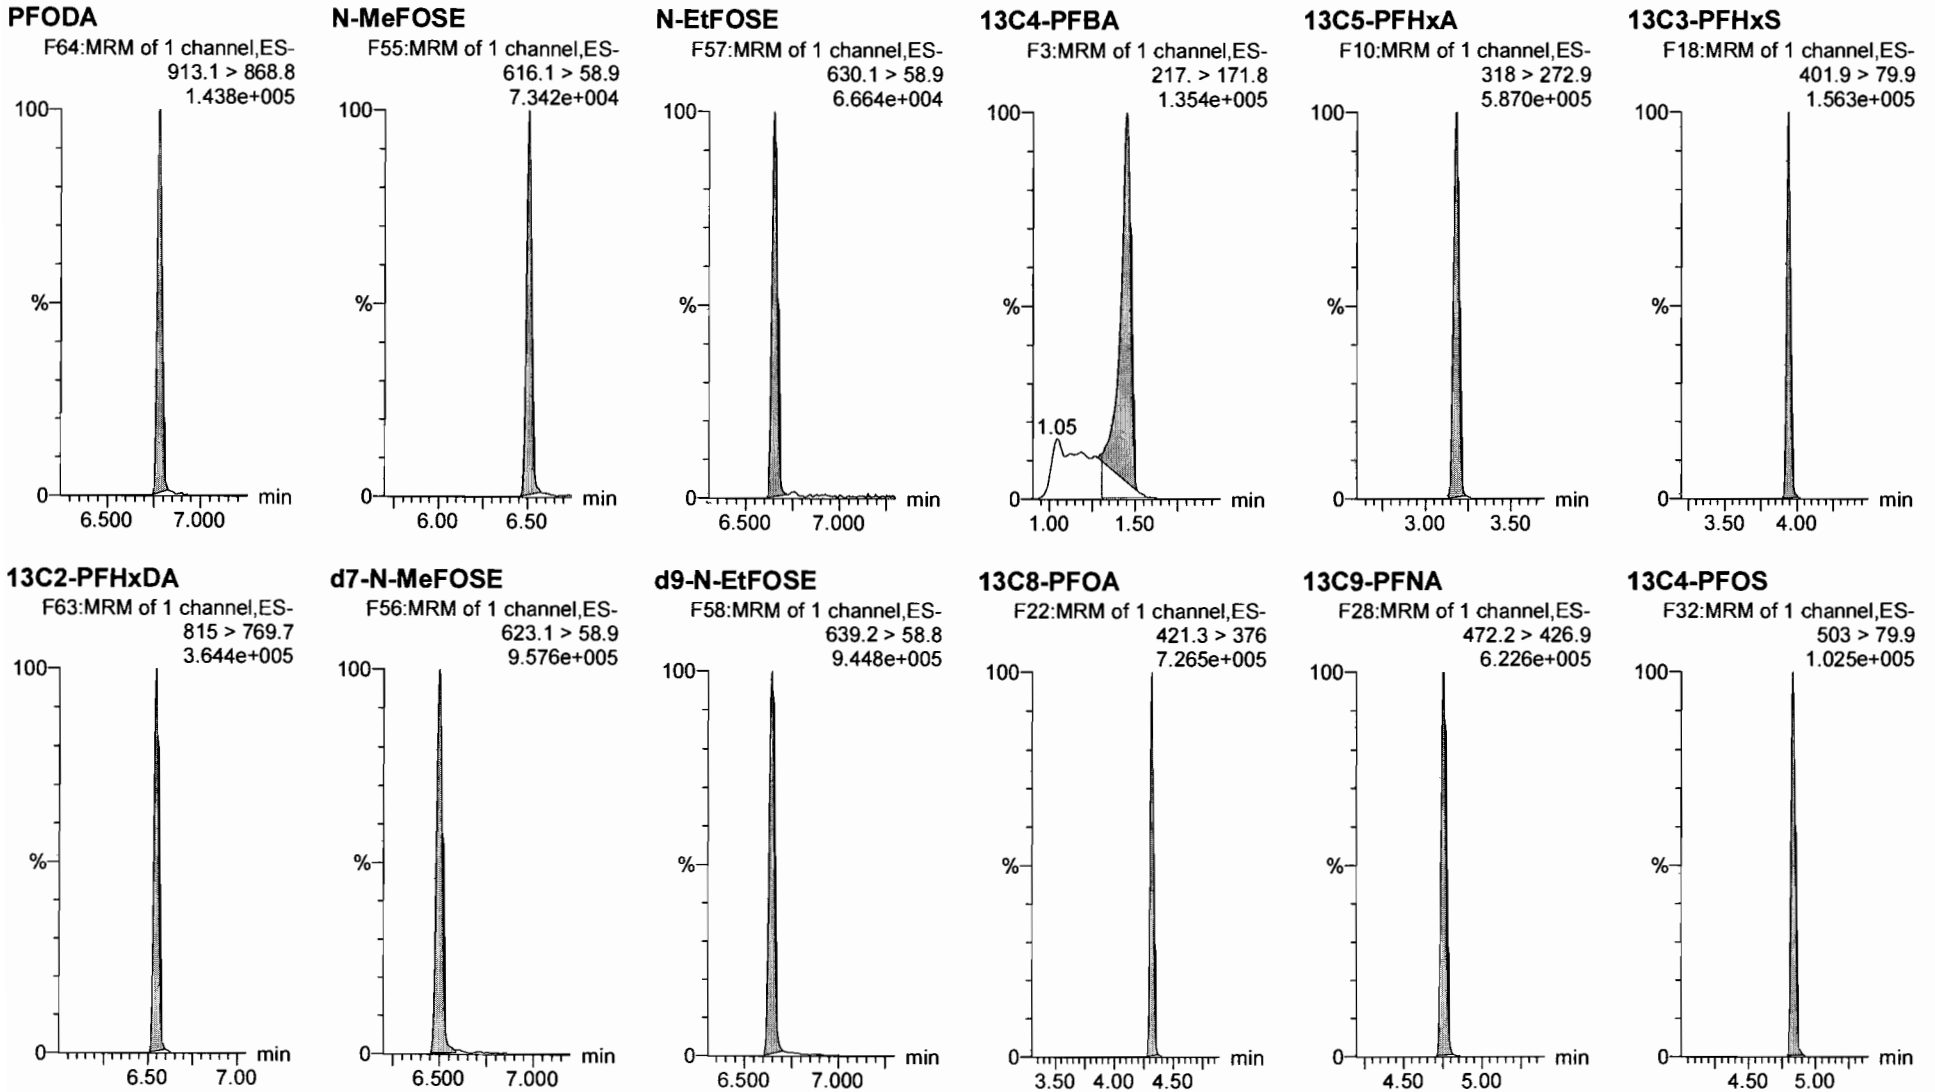 PFODA
F64:MRM of 1 channel,ES-
913.1 > 868.8
1.438e+005
100
%
0
min
6.500 7.000
N-MeFOSE
F55:MRM of 1 channel,ES-
616.1 > 58.9
7.342e+004
100
%
0
min
6.00 6.50
N-EtFOSE
F57:MRM of 1 channel,ES-
630.1 > 58.9
6.664e+004
100
%
0
min
6.500 7.000
13C4-PFBA
F3:MRM of 1 channel,ES-
217. > 171.8
1.354e+005
100
%
1.05
0
min
1.00 1.50
13C5-PFHxA
F10:MRM of 1 channel,ES-
318 > 272.9
5.870e+005
100
%
0
min
3.00 3.50
13C3-PFHxS
F18:MRM of 1 channel,ES-
401.9 > 79.9
1.563e+005
100
%
0
min
3.50 4.00
13C2-PFHxDA
F63:MRM of 1 channel,ES-
815 > 769.7
3.644e+005
100
%
0
min
6.50 7.00
d7-N-MeFOSE
F56:MRM of 1 channel,ES-
623.1 > 58.9
9.576e+005
100
%
0
min
6.500 7.000
d9-N-EtFOSE
F58:MRM of 1 channel,ES-
639.2 > 58.8
9.448e+005
100
%
0
min
6.500 7.000
13C8-PFOA
F22:MRM of 1 channel,ES-
421.3 > 376
7.265e+005
100
%
0
min
3.50 4.00 4.50
13C9-PFNA
F28:MRM of 1 channel,ES-
472.2 > 426.9
6.226e+005
100
%
0
min
4.50 5.00
13C4-PFOS
F32:MRM of 1 channel,ES-
503 > 79.9
1.025e+005
100
%
0
min
4.50 5.00